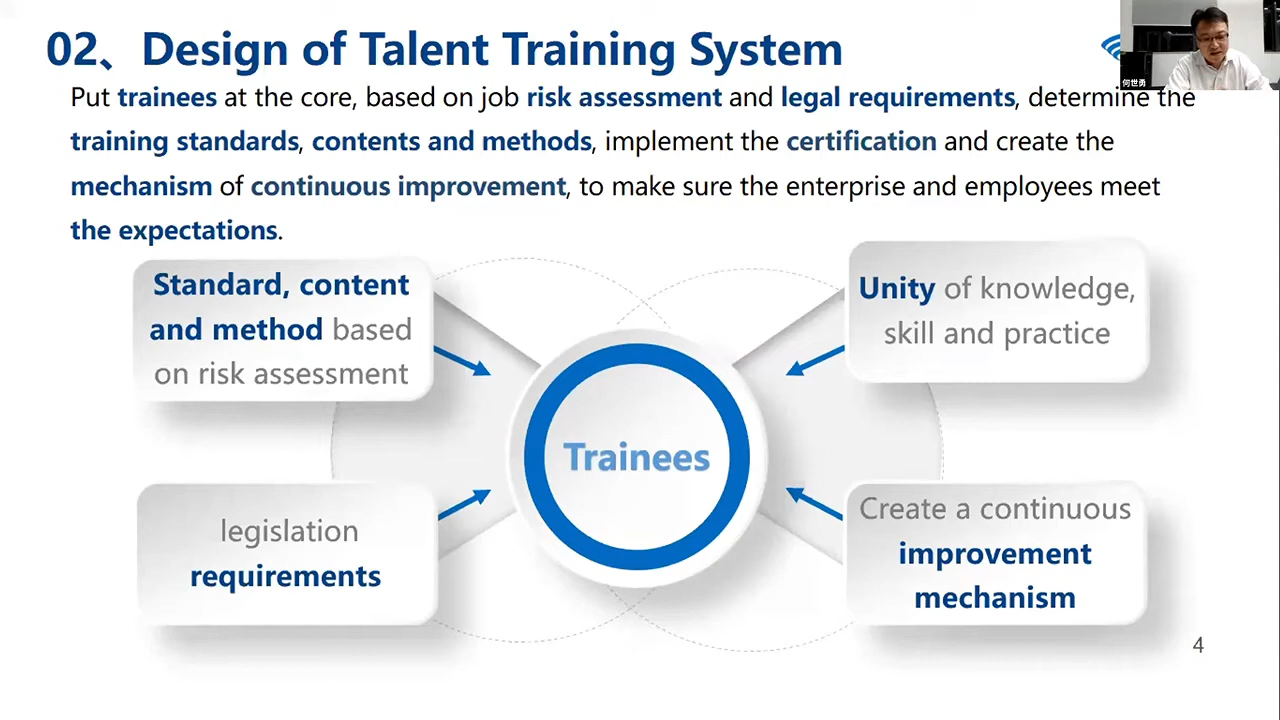 02、Design of Talent Training System
何世勇
Put trainees at the core, based on job risk assessment and legal requirements, determine the
training standards, contents and methods, implement the certification and create the
mechanism of continuous improvement, to make sure the enterprise and employees meet
the expectations.
Standard, content
and method based
on risk assessment
Unity of knowledge,
skill and practice
Trainees
legislation
requirements
Create a continuous
improvement
mechanism
4